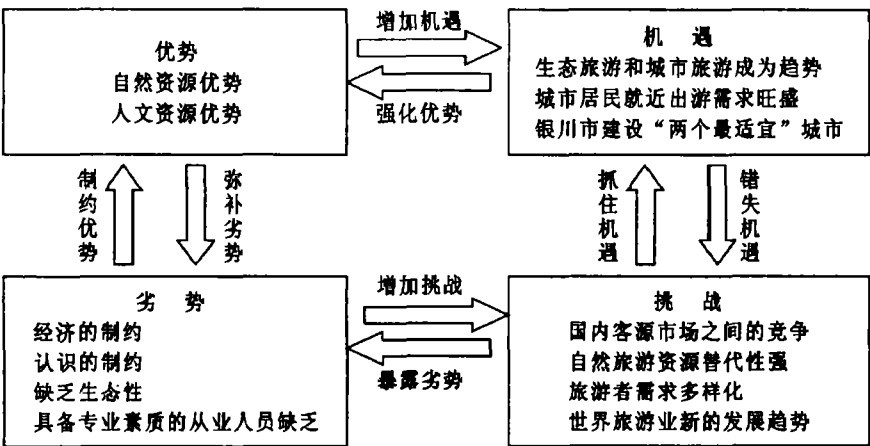 优势
自然资源优势
人文资源优势
增加机遇
强化优势
机 遇
生态旅游和城市旅游成为趋势
城市居民就近出游需求旺盛
银川市建设“两个最适宜”城市
制约优势
弥补劣势
抓住机遇
错失机遇
劣 势
经济的制约
认识的制约
缺乏生态性
具备专业素质的从业人员缺乏
增加挑战
暴露劣势
挑 战
国内客源市场之间的竞争
自然旅游资源替代性强
旅游者需求多样化
世界旅游业新的发展趋势